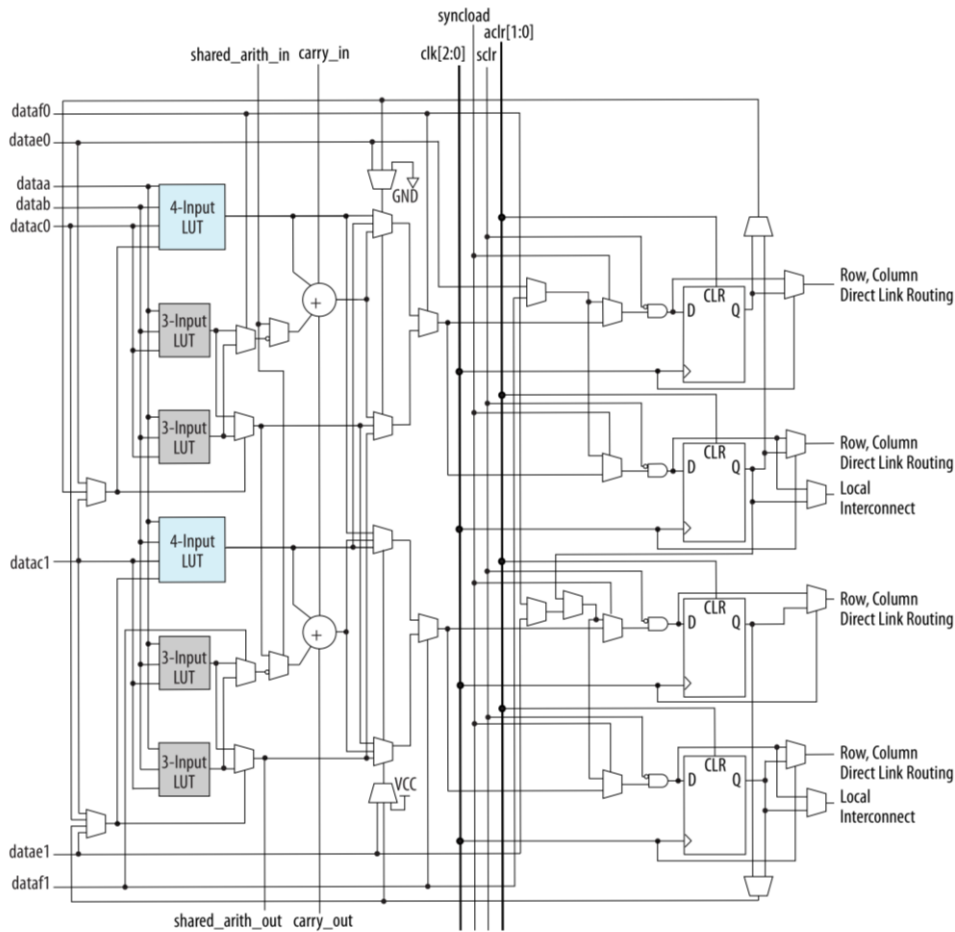 syncload
aclr[1:0]
shared_arith_in
carry_in
clk[2:0]
sclr
dataf0
datae0
dataa
datab
datac0
GND
4-Input
LUT
+
CLR
D
Q
Row, Column
Direct Link Routing
3-Input
LUT
3-Input
LUT
CLR
D
Q
Row, Column
Direct Link Routing
Local
Interconnect
4-Input
LUT
datac1
+
CLR
D
Q
Row, Column
Direct Link Routing
3-Input
LUT
3-Input
LUT
VCC
CLR
D
Q
Row, Column
Direct Link Routing
Local
Interconnect
datae1
dataf1
shared_arith_out
carry_out